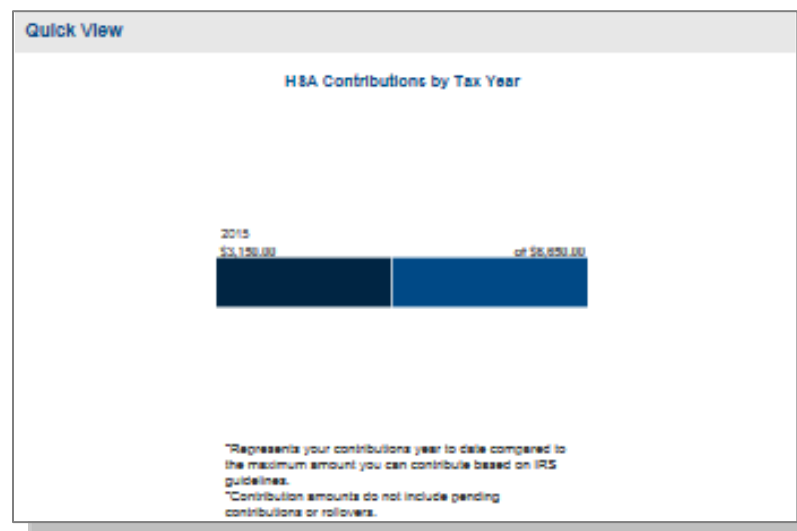 Quick View
HSA Contributions by Tax Year
2015
$3,150.00 of $6,650.00
*Represents your contributions year to date compared to
the maximum amount you can contribute based on IRS
guidelines.
*Contribution amounts do not include pending
contributions or rollovers.